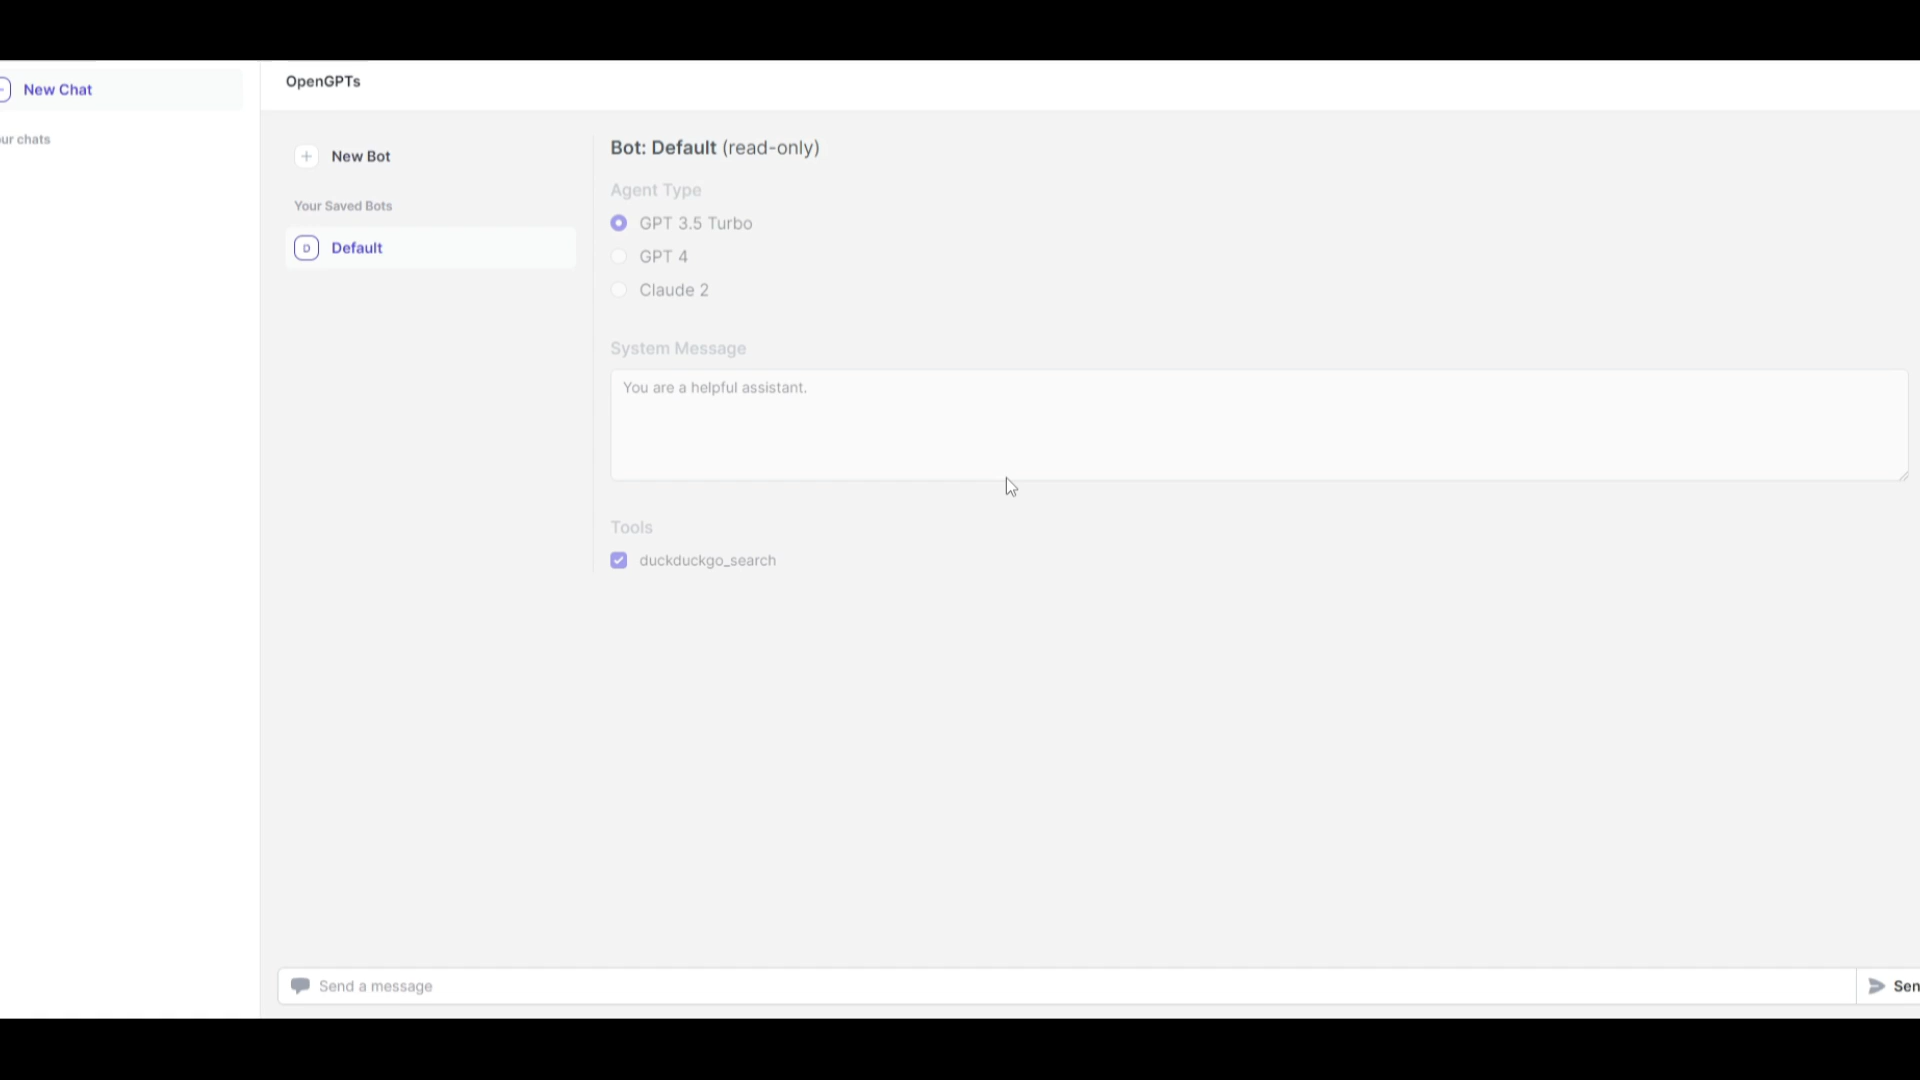 New Chat
ur chats
OpenGPTs
New Bot
Your Saved Bots
D Default
Bot: Default (read-only)
Agent Type
GPT 3.5 Turbo
GPT 4
Claude 2
System Message
You are a helpful assistant.
Tools
duckduckgo_search
Send a message
Sen